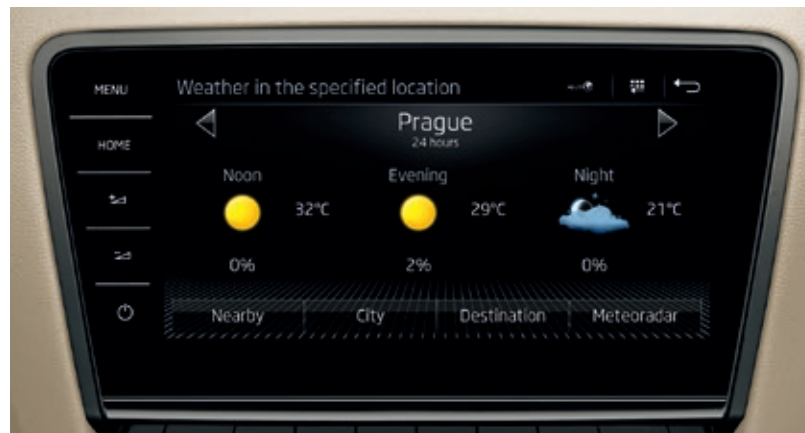 MENU
Weather in the specified location
HOME
Prague
24 hours
Noon
Evening
Night
32°C
29°C
21°C
0%
2%
0%
Nearby
City
Destination
Meteoradar